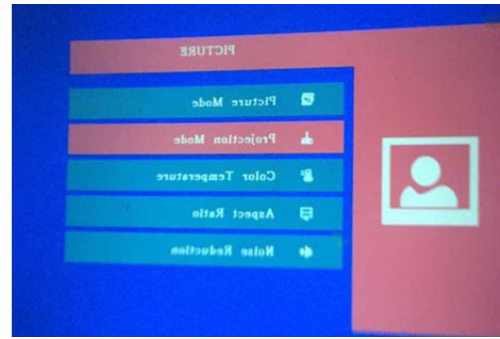 PICTURE
Picture Mode
Projection Mode
Color Temperature
Aspect Ratio
Noise Reduction